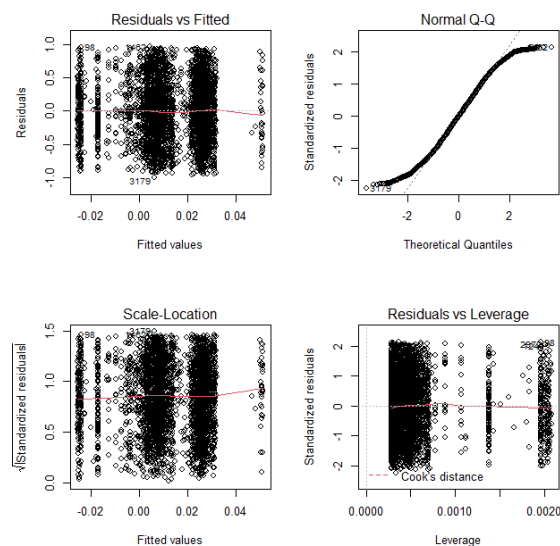 Residuals vs Fitted
Residuals
1.0
0.5
0.0
-0.5
-1.0
98
3179
-0.02
0.00
0.02
0.04
Fitted values
Normal Q-Q
Standardized residuals
2
1
0
-1
-2
3179
-2
0
2
Theoretical Quantiles
Scale-Location
√|Standardized residuals|
1.5
1.0
0.5
0.0
98
3179
-0.02
0.00
0.02
0.04
Fitted values
Residuals vs Leverage
Standardized residuals
2
1
0
-1
-2
Cook's distance
0.0000
0.0010
0.0020
Leverage